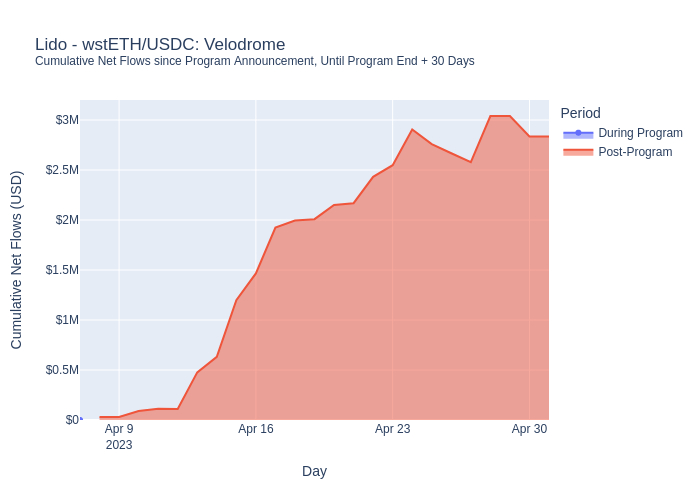 Lido - wstETH/USDC: Velodrome
Cumulative Net Flows since Program Announcement, Until Program End + 30 Days
Period
During Program
Post-Program
Cumulative Net Flows (USD)
$3M
$2.5M
$2M
$1.5M
$1M
$0.5M
$0
Apr 9
2023
Apr 16
Apr 23
Apr 30
Day